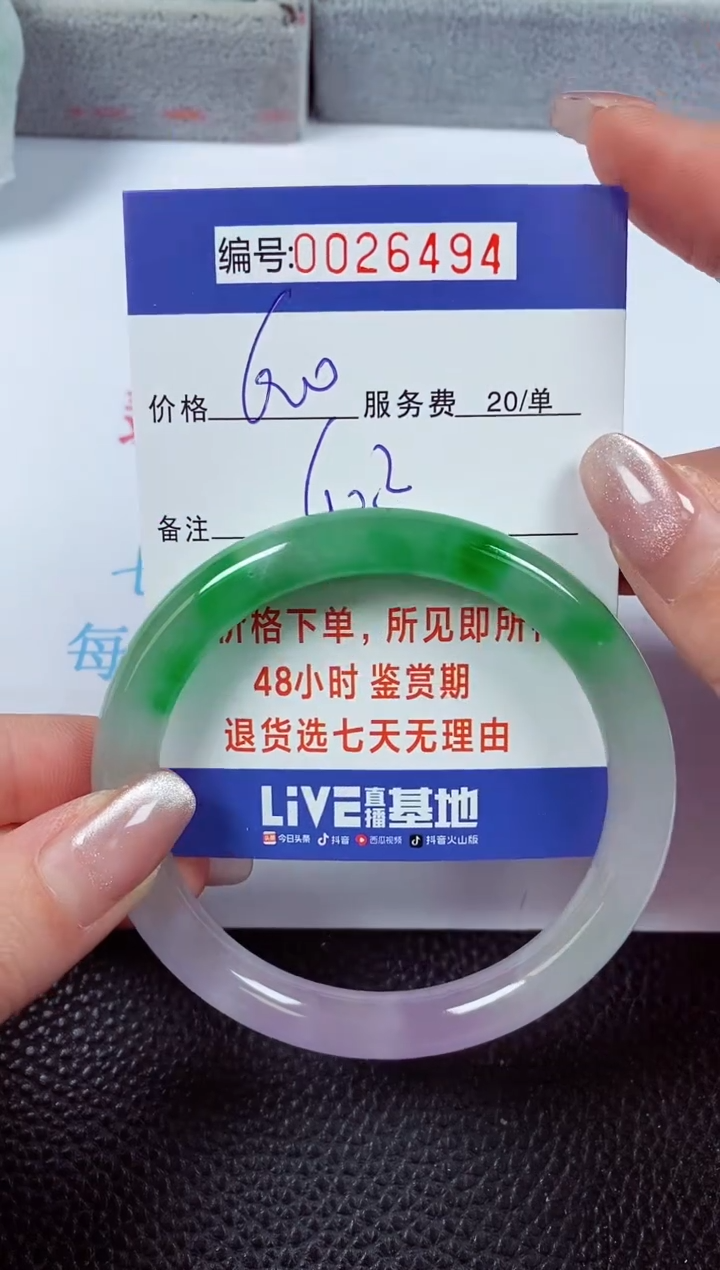 编号:0026494
价格 服务费 20/单
备注
每
价格下单，所见即所
48小时 鉴赏期
退货选七天无理由
LiVE直播基地
头条 今日头条 抖音 西瓜视频 抖音火山版